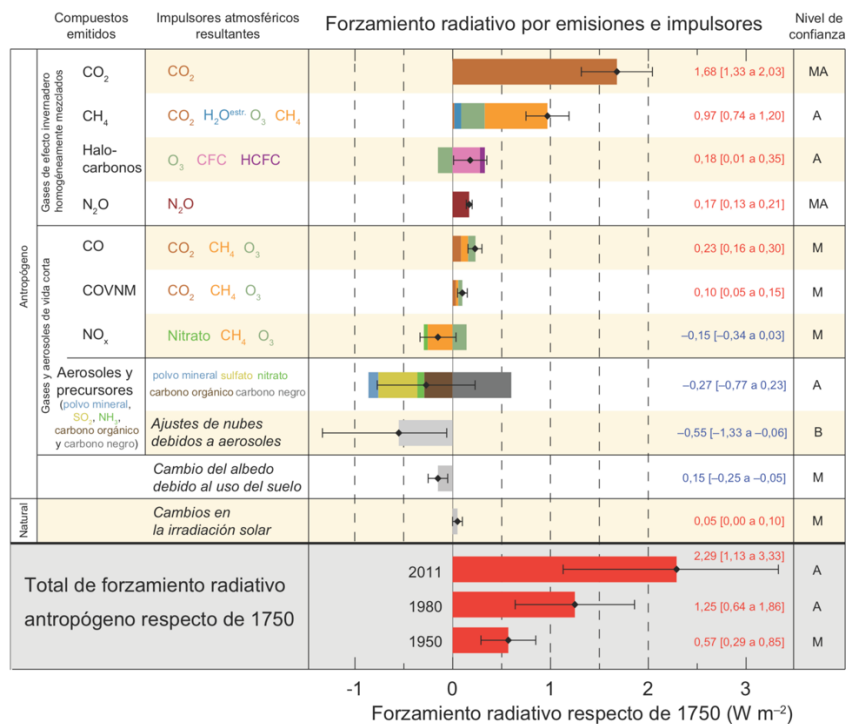 Compuestos emitidos
Impulsores atmosféricos resultantes
Forzamiento radiativo por emisiones e impulsores
Nivel de confianza
Antropógeno
Gases de efecto invernadero homogéneamente mezclados
CO₂
CO₂
1,68 [1,33 a 2,03]
MA
CH₄
CO₂ H₂Oᵉˢᵗʳ· O₃ CH₄
0,97 [0,74 a 1,20]
A
Halo-
carbonos
O₃ CFC HCFC
0,18 [0,01 a 0,35]
A
N₂O
N₂O
0,17 [0,13 a 0,21]
MA
Gases y aerosoles de vida corta
CO
CO₂ CH₄ O₃
0,23 [0,16 a 0,30]
M
COVNM
CO₂ CH₄ O₃
0,10 [0,05 a 0,15]
M
NOₓ
Nitrato CH₄ O₃
–0,15 [–0,34 a 0,03]
M
Aerosoles y
precursores
(polvo mineral,
SO₂, NH₃,
carbono orgánico
y carbono negro)
polvo mineral sulfato nitrato
carbono orgánico carbono negro
–0,27 [–0,77 a 0,23]
A
Ajustes de nubes
debidos a aerosoles
–0,55 [–1,33 a –0,06]
B
Cambio del albedo
debido al uso del suelo
0,15 [–0,25 a –0,05]
M
Natural
Cambios en
la irradiación solar
0,05 [0,00 a 0,10]
M
Total de forzamiento radiativo
antropógeno respecto de 1750
2011
2,29 [1,13 a 3,33]
A
1980
1,25 [0,64 a 1,86]
A
1950
0,57 [0,29 a 0,85]
M
-1 0 1 2 3
Forzamiento radiativo respecto de 1750 (W m⁻²)